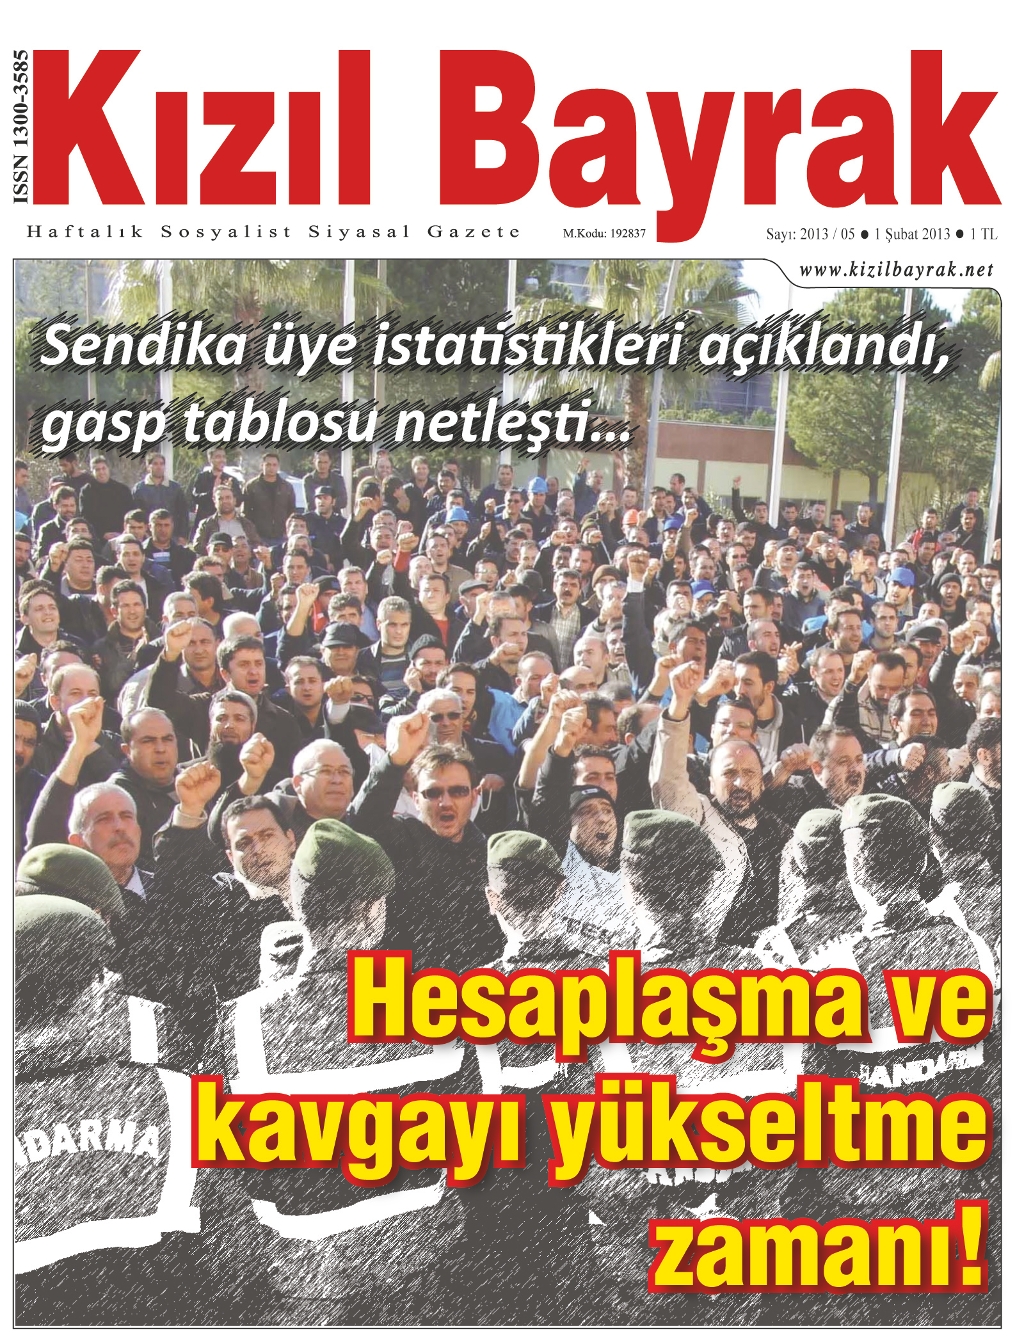 ISSN 1300-3585
Kızıl Bayrak
Haftalık Sosyalist Siyasal Gazete
M.Kodu: 192837
Sayı: 2013 / 05 ● 1 Şubat 2013 ● 1 TL
www.kizilbayrak.net
Sendika üye istatistikleri açıklandı,
gasp tablosu netleşti...
Hesaplaşma ve
kavgayı yükseltme
zamanı!